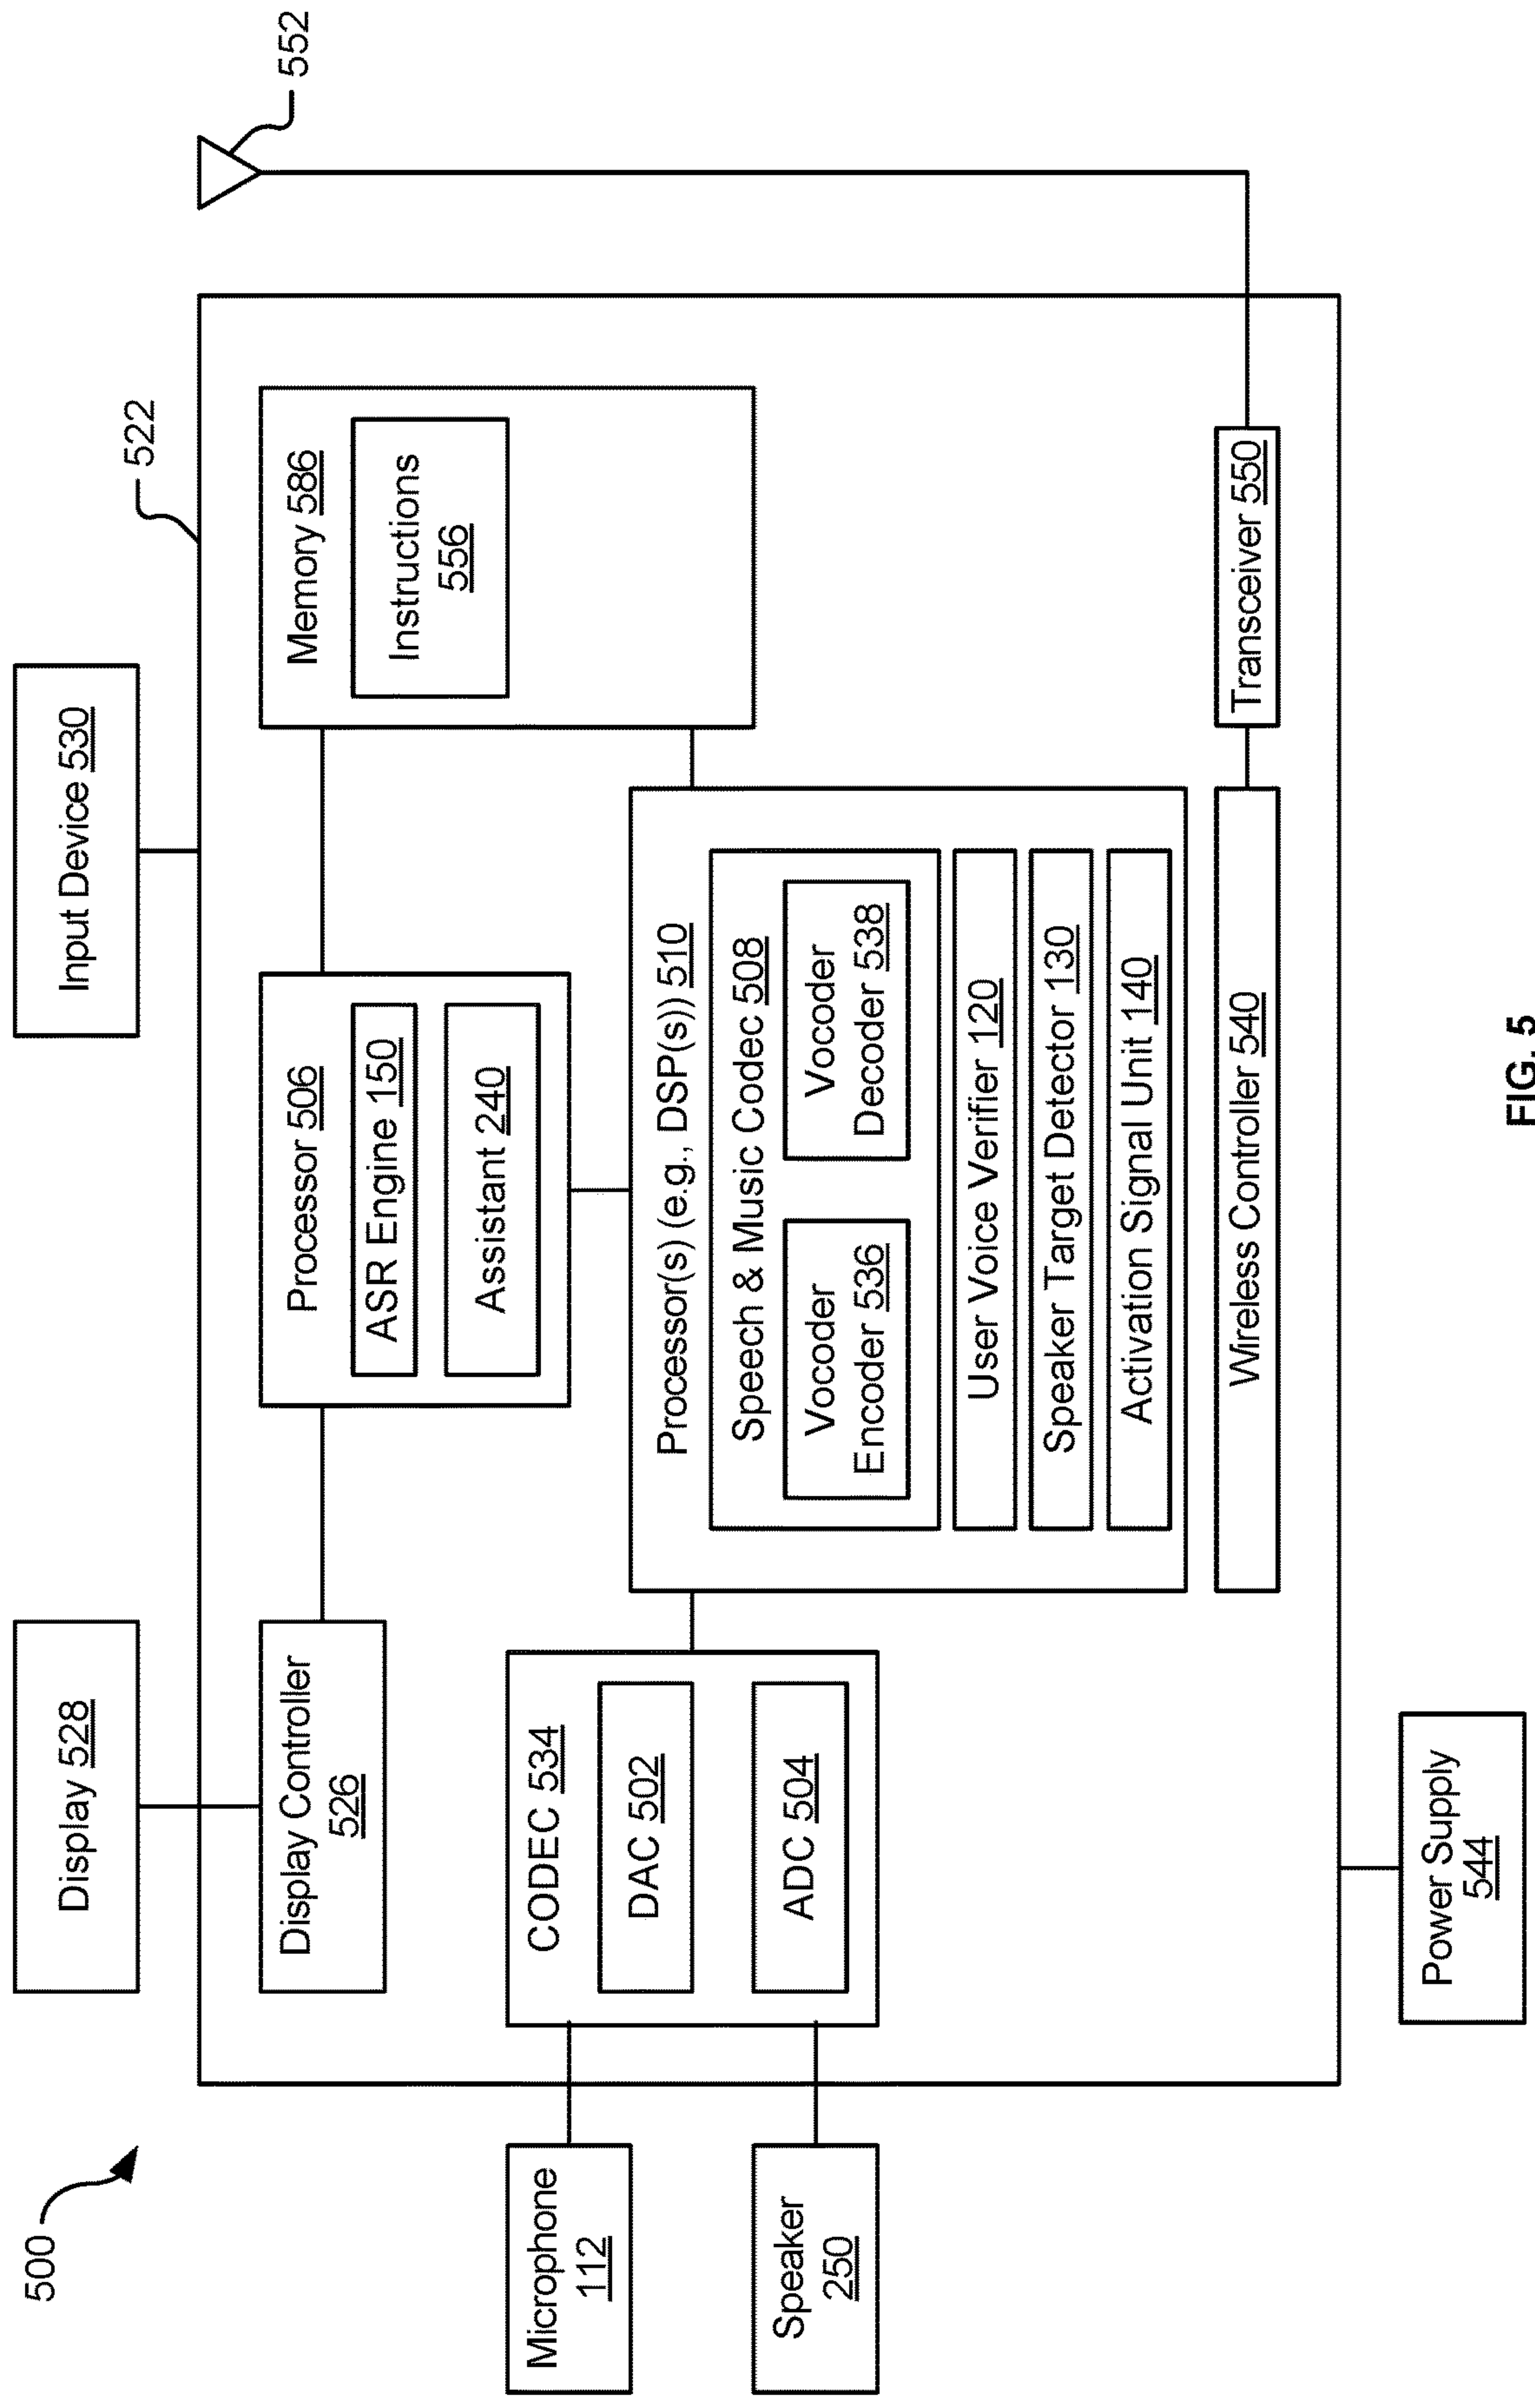 500
Display 528
Input Device 530
522
552
Display Controller
526
Processor 506
ASR Engine 150
Assistant 240
Memory 586
Instructions
556
Microphone
112
Speaker
250
CODEC 534
DAC 502
ADC 504
Processor(s) (e.g., DSP(s)) 510
Speech & Music Codec 508
Vocoder
Encoder 536
Vocoder
Decoder 538
User Voice Verifier 120
Speaker Target Detector 130
Activation Signal Unit 140
Wireless Controller 540
Transceiver 550
Power Supply
544
FIG. 5